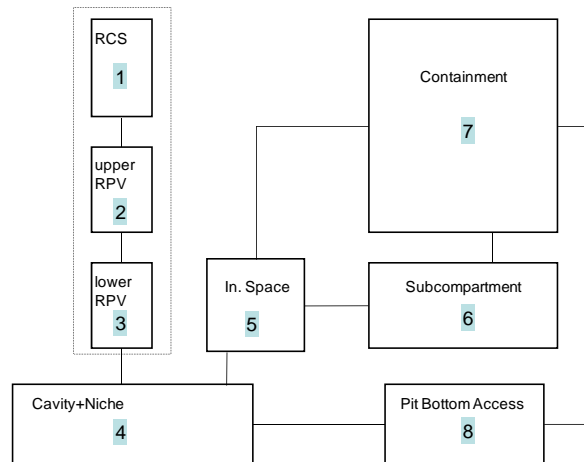 RCS
1
upper
RPV
2
lower
RPV
3
Containment
7
In. Space
5
Subcompartment
6
Cavity+Niche
4
Pit Bottom Access
8